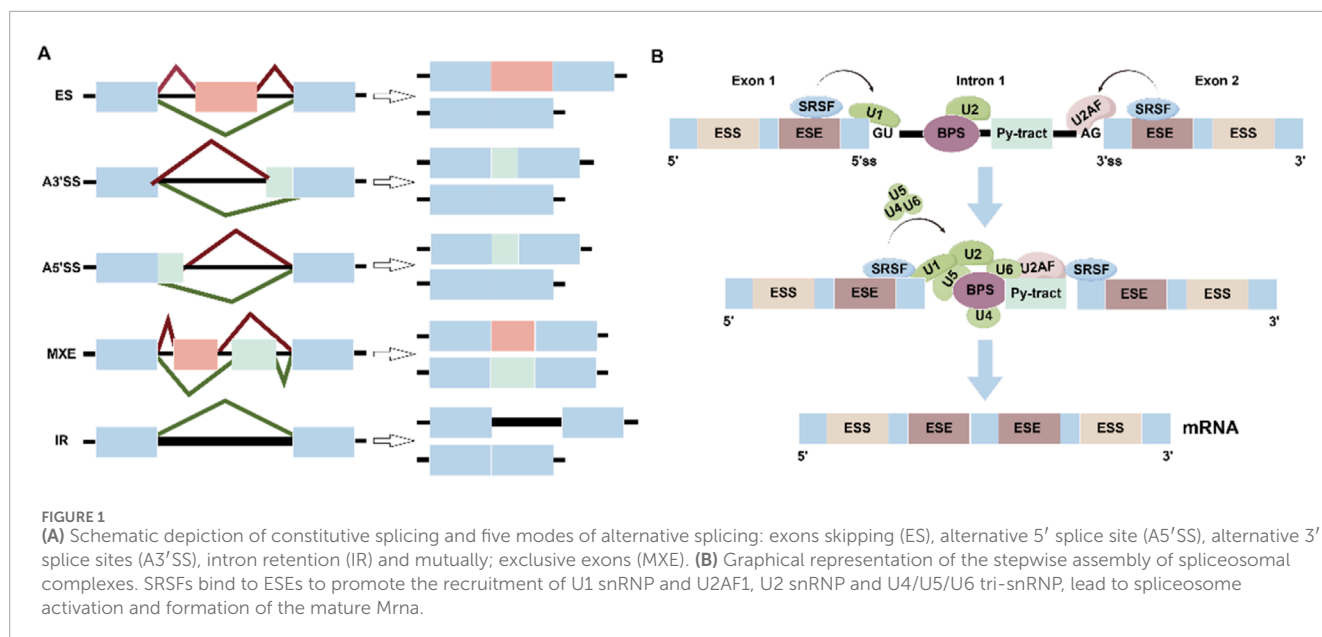 A
ES
A3'SS
A5'SS
MXE
IR
B
Exon 1
Intron 1
Exon 2
SRSF
U1
U2
U2AF
SRSF
ESS
ESE
GU
BPS
Py-tract
AG
ESE
ESS
5'
5'ss
3'ss
3'
U5
U4
U6
SRSF
U1
U2
U5
U6
U2AF
SRSF
ESS
ESE
BPS
Py-tract
ESE
ESS
U4
5'
3'
ESS
ESE
ESE
ESS
mRNA
5'
3'
FIGURE 1
(A) Schematic depiction of constitutive splicing and five modes of alternative splicing: exons skipping (ES), alternative 5′ splice site (A5′SS), alternative 3′
splice sites (A3′SS), intron retention (IR) and mutually; exclusive exons (MXE). (B) Graphical representation of the stepwise assembly of spliceosomal
complexes. SRSFs bind to ESEs to promote the recruitment of U1 snRNP and U2AF1, U2 snRNP and U4/U5/U6 tri-snRNP, lead to spliceosome
activation and formation of the mature Mrna.